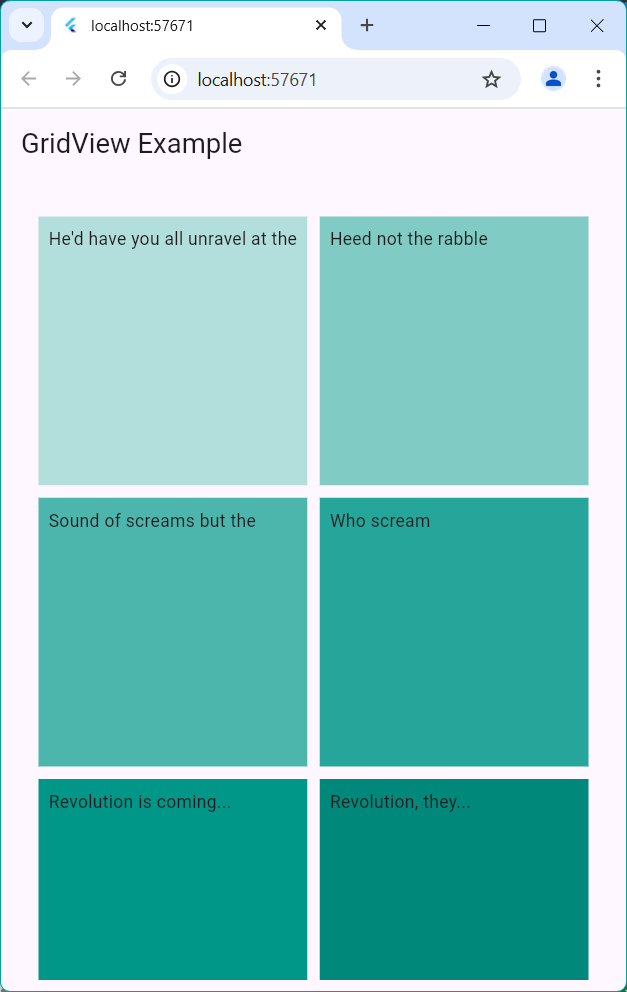 localhost:57671
localhost:57671
GridView Example
He'd have you all unravel at the
Heed not the rabble
Sound of screams but the
Who scream
Revolution is coming...
Revolution, they...